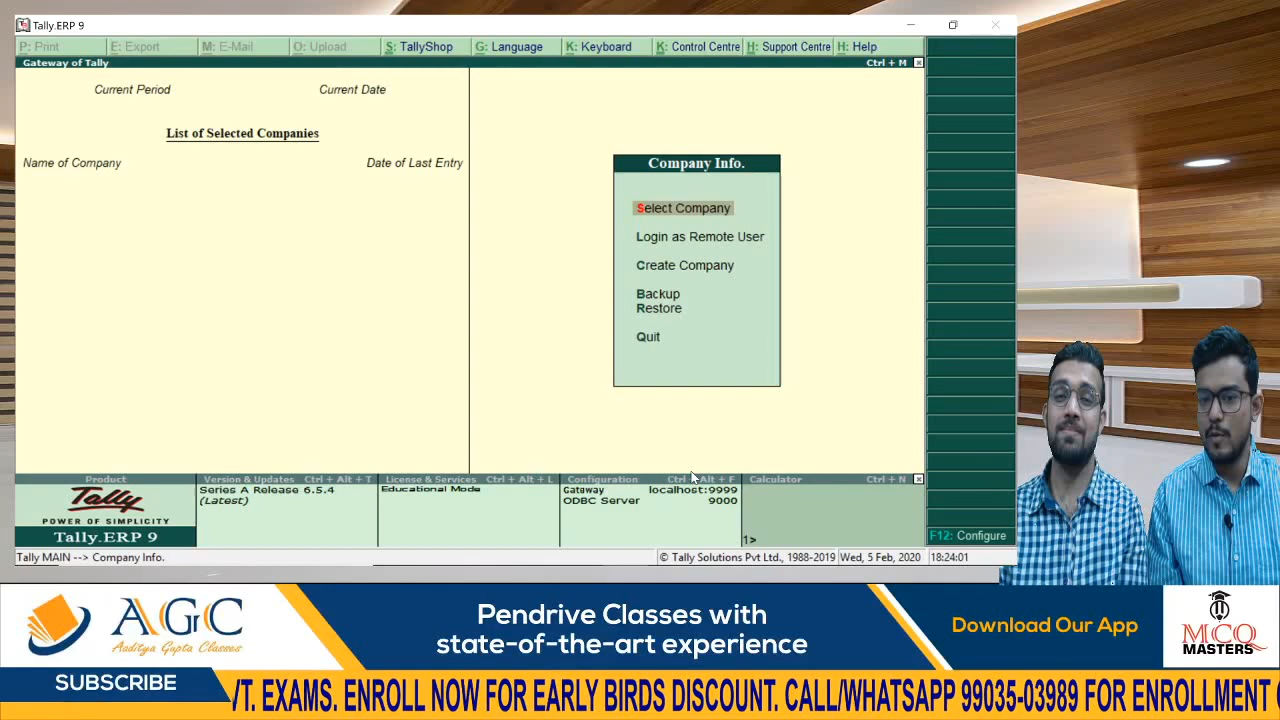 Tally.ERP 9
P: Print E: Export M: E-Mail O: Upload S: TallyShop G: Language K: Keyboard K: Control Centre H: Support Centre H: Help
Gateway of Tally Ctrl + M
Current Period Current Date
List of Selected Companies
Name of Company Date of Last Entry
Company Info.
Select Company
Login as Remote User
Create Company
Backup
Restore
Quit
Product Version & Updates Ctrl + Alt + T License & Services Ctrl + Alt + L Configuration Ctrl + Alt + F Calculator Ctrl + N
Tally
POWER OF SIMPLICITY
Tally.ERP 9
Series A Release 6.5.4
(Latest)
Educational Mode
Gateway localhost:9999
ODBC Server 9000
1>
F12: Configure
Tally MAIN --> Company Info. © Tally Solutions Pvt Ltd., 1988-2019 Wed, 5 Feb, 2020 18:24:01
AGC
Aaditya Gupta Classes
Pendrive Classes with
state-of-the-art experience
Download Our App
MCQ
MASTERS
SUBSCRIBE
/T. EXAMS. ENROLL NOW FOR EARLY BIRDS DISCOUNT. CALL/WHATSAPP 99035-03989 FOR ENROLLMENT